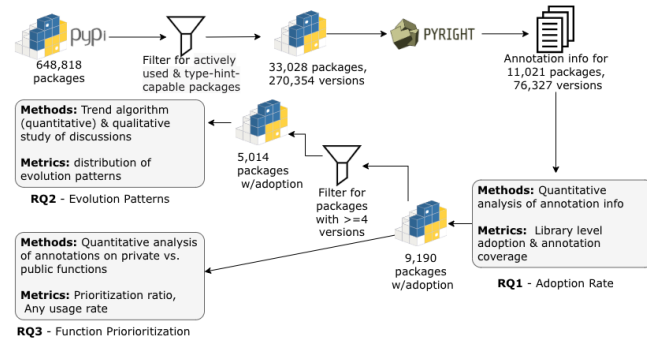 pypi
PYRIGHT
648,818
packages
Filter for actively
used & type-hint-
capable packages
33,028 packages,
270,354 versions
Annotation info for
11,021 packages,
76,327 versions
Methods: Trend algorithm
(quantitative) & qualitative
study of discussions
Metrics: distribution of
evolution patterns
RQ2 - Evolution Patterns
5,014
packages
w/adoption
Filter for
packages
with >=4
versions
Methods: Quantitative
analysis of annotation info
Metrics: Library level
adoption & annotation
coverage
RQ1 - Adoption Rate
9,190
packages
w/adoption
Methods: Quantitative analysis
of annotations on private vs.
public functions
Metrics: Prioritization ratio,
Any usage rate
RQ3 - Function Priorioritization